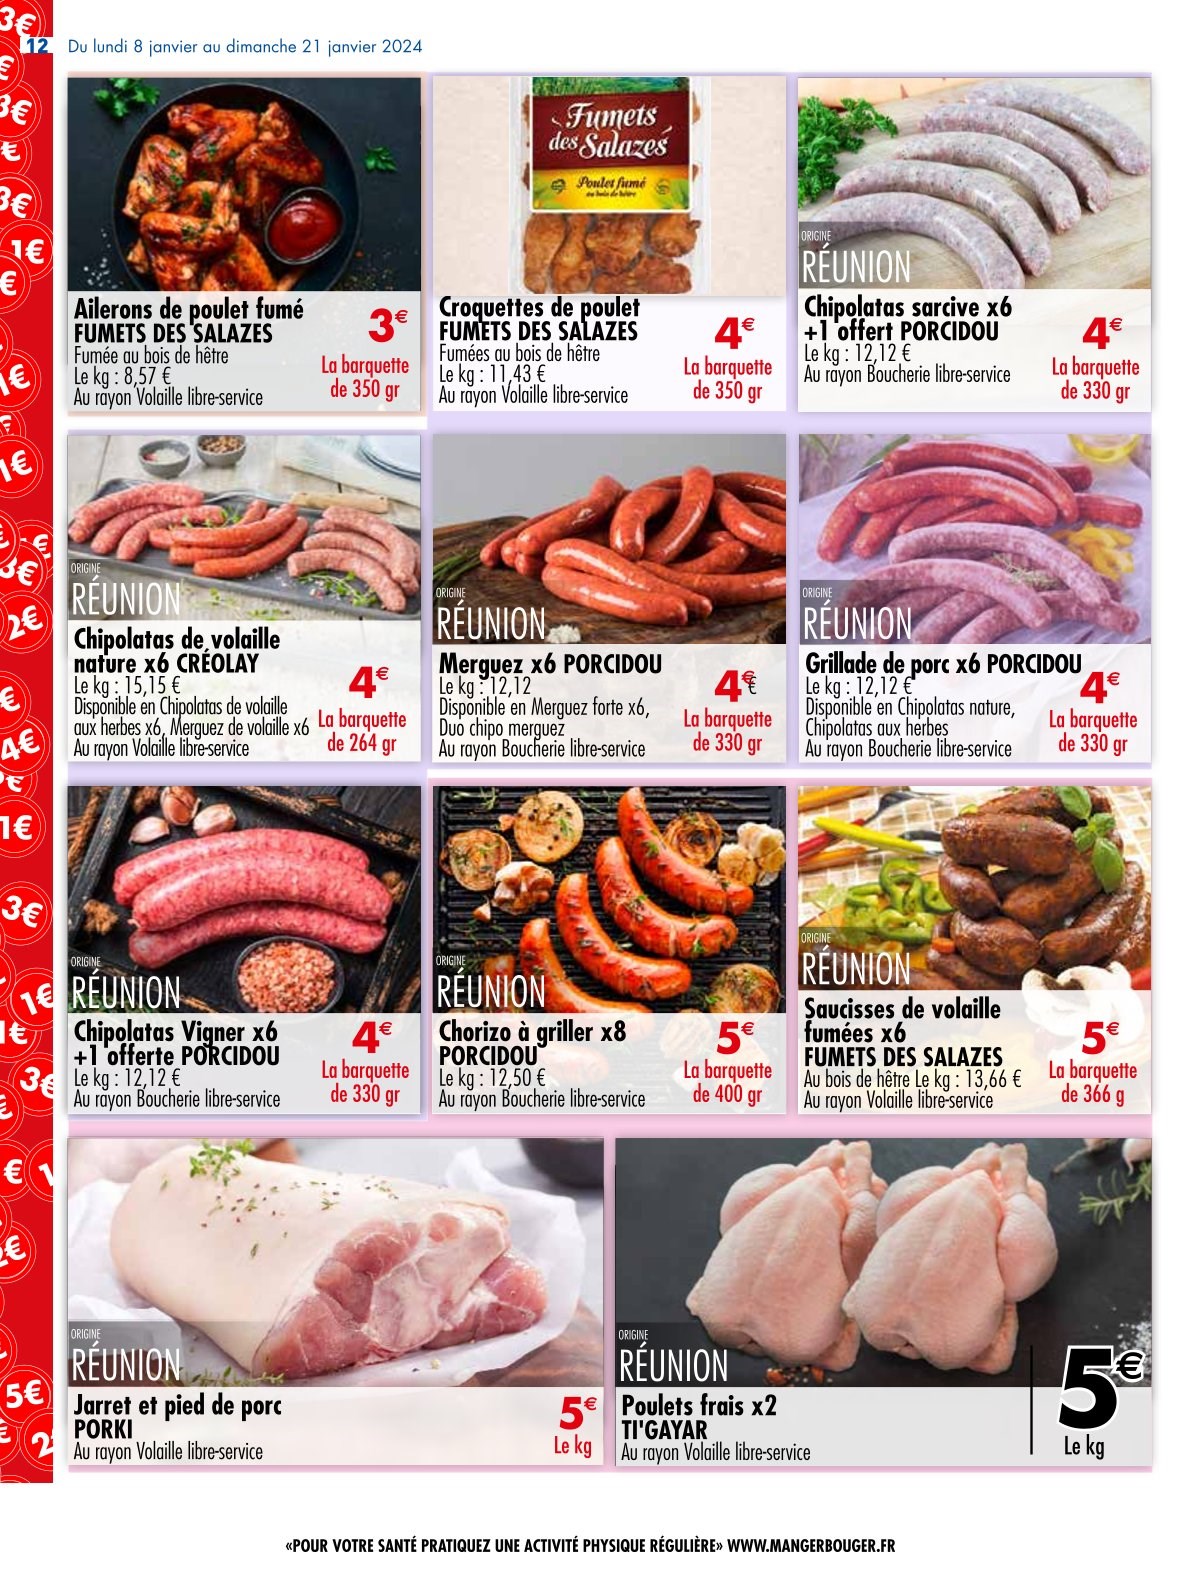 12
Du lundi 8 janvier au dimanche 21 janvier 2024
Ailerons de poulet fumé
FUMETS DES SALAZES
Fumée au bois de hêtre
Le kg : 8,57 €
Au rayon Volaille libre-service
3€
La barquette
de 350 gr
Fumets
des Salazes
Poulet fumé
au bois de hêtre
Croquettes de poulet
FUMETS DES SALAZES
Fumées au bois de hêtre
Le kg : 11,43 €
Au rayon Volaille libre-service
4€
La barquette
de 350 gr
ORIGINE
RÉUNION
Chipolatas sarcive x6
+1 offert PORCIDOU
Le kg : 12,12 €
Au rayon Boucherie libre-service
4€
La barquette
de 330 gr
ORIGINE
RÉUNION
Chipolatas de volaille
nature x6 CRÉOLAY
Le kg : 15,15 €
Disponible en Chipolatas de volaille
aux herbes x6, Merguez de volaille x6
Au rayon Volaille libre-service
4€
La barquette
de 264 gr
ORIGINE
RÉUNION
Merguez x6 PORCIDOU
Le kg : 12,12 €
Disponible en Merguez forte x6,
Duo chipo merguez
Au rayon Boucherie libre-service
4€
La barquette
de 330 gr
ORIGINE
RÉUNION
Grillade de porc x6 PORCIDOU
Le kg : 12,12 €
Disponible en Chipolatas nature,
Chipolatas aux herbes
Au rayon Boucherie libre-service
4€
La barquette
de 330 gr
ORIGINE
RÉUNION
Chipolatas Vigner x6
+1 offerte PORCIDOU
Le kg : 12,12 €
Au rayon Boucherie libre-service
4€
La barquette
de 330 gr
ORIGINE
RÉUNION
Chorizo à griller x8
PORCIDOU
Le kg : 12,50 €
Au rayon Boucherie libre-service
5€
La barquette
de 400 gr
ORIGINE
RÉUNION
Saucisses de volaille
fumées x6
FUMETS DES SALAZES
Au bois de hêtre Le kg : 13,66 €
Au rayon Volaille libre-service
5€
La barquette
de 366 g
ORIGINE
RÉUNION
Jarret et pied de porc
PORKI
Au rayon Volaille libre-service
5€
Le kg
ORIGINE
RÉUNION
Poulets frais x2
TI'GAYAR
Au rayon Volaille libre-service
5€
Le kg
«POUR VOTRE SANTÉ PRATIQUEZ UNE ACTIVITÉ PHYSIQUE RÉGULIÈRE» WWW.MANGERBOUGER.FR